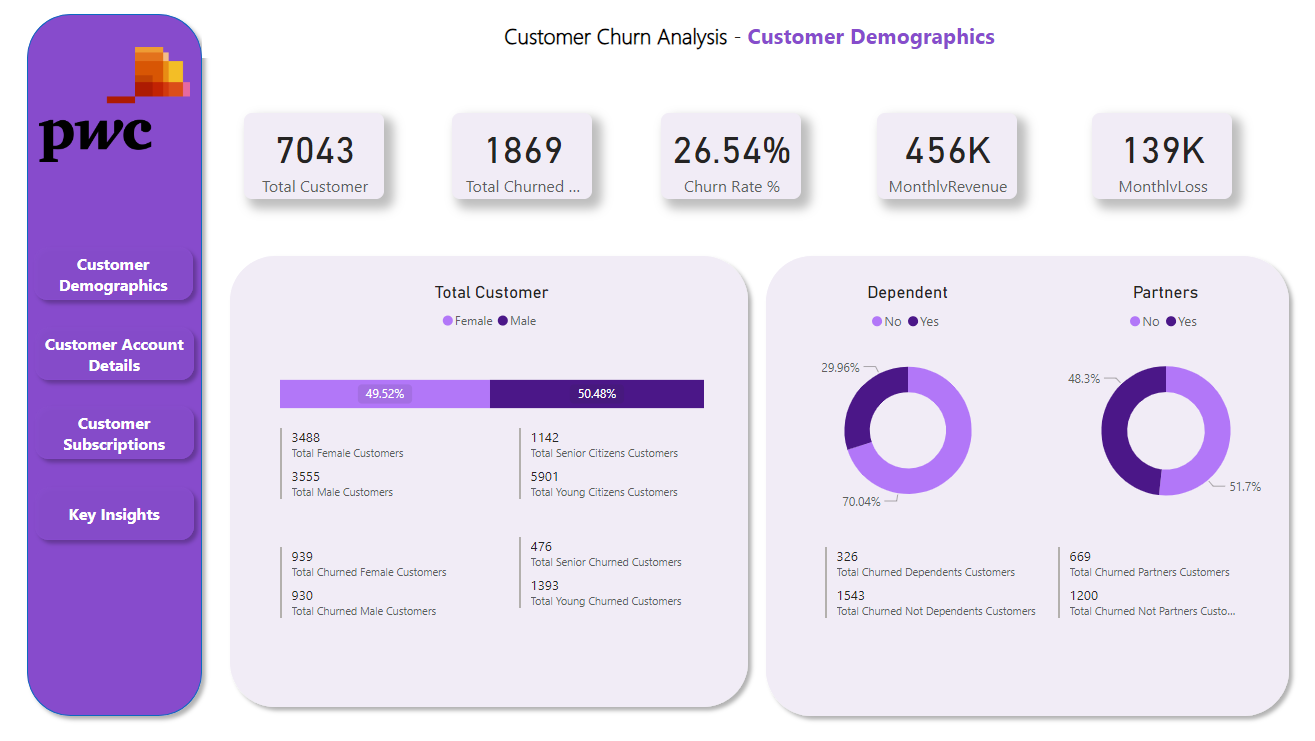 pwc
Customer
Demographics
Customer Account
Details
Customer
Subscriptions
Key Insights
Customer Churn Analysis - Customer Demographics
7043
Total Customer
1869
Total Churned ...
26.54%
Churn Rate %
456K
MonthlyRevenue
139K
MonthlyLoss
Total Customer
Female Male
49.52% 50.48%
3488
Total Female Customers
3555
Total Male Customers
1142
Total Senior Citizens Customers
5901
Total Young Citizens Customers
939
Total Churned Female Customers
930
Total Churned Male Customers
476
Total Senior Churned Customers
1393
Total Young Churned Customers
Dependent
No Yes
29.96%
70.04%
326
Total Churned Dependents Customers
1543
Total Churned Not Dependents Customers
Partners
No Yes
48.3%
51.7%
669
Total Churned Partners Customers
1200
Total Churned Not Partners Custo...